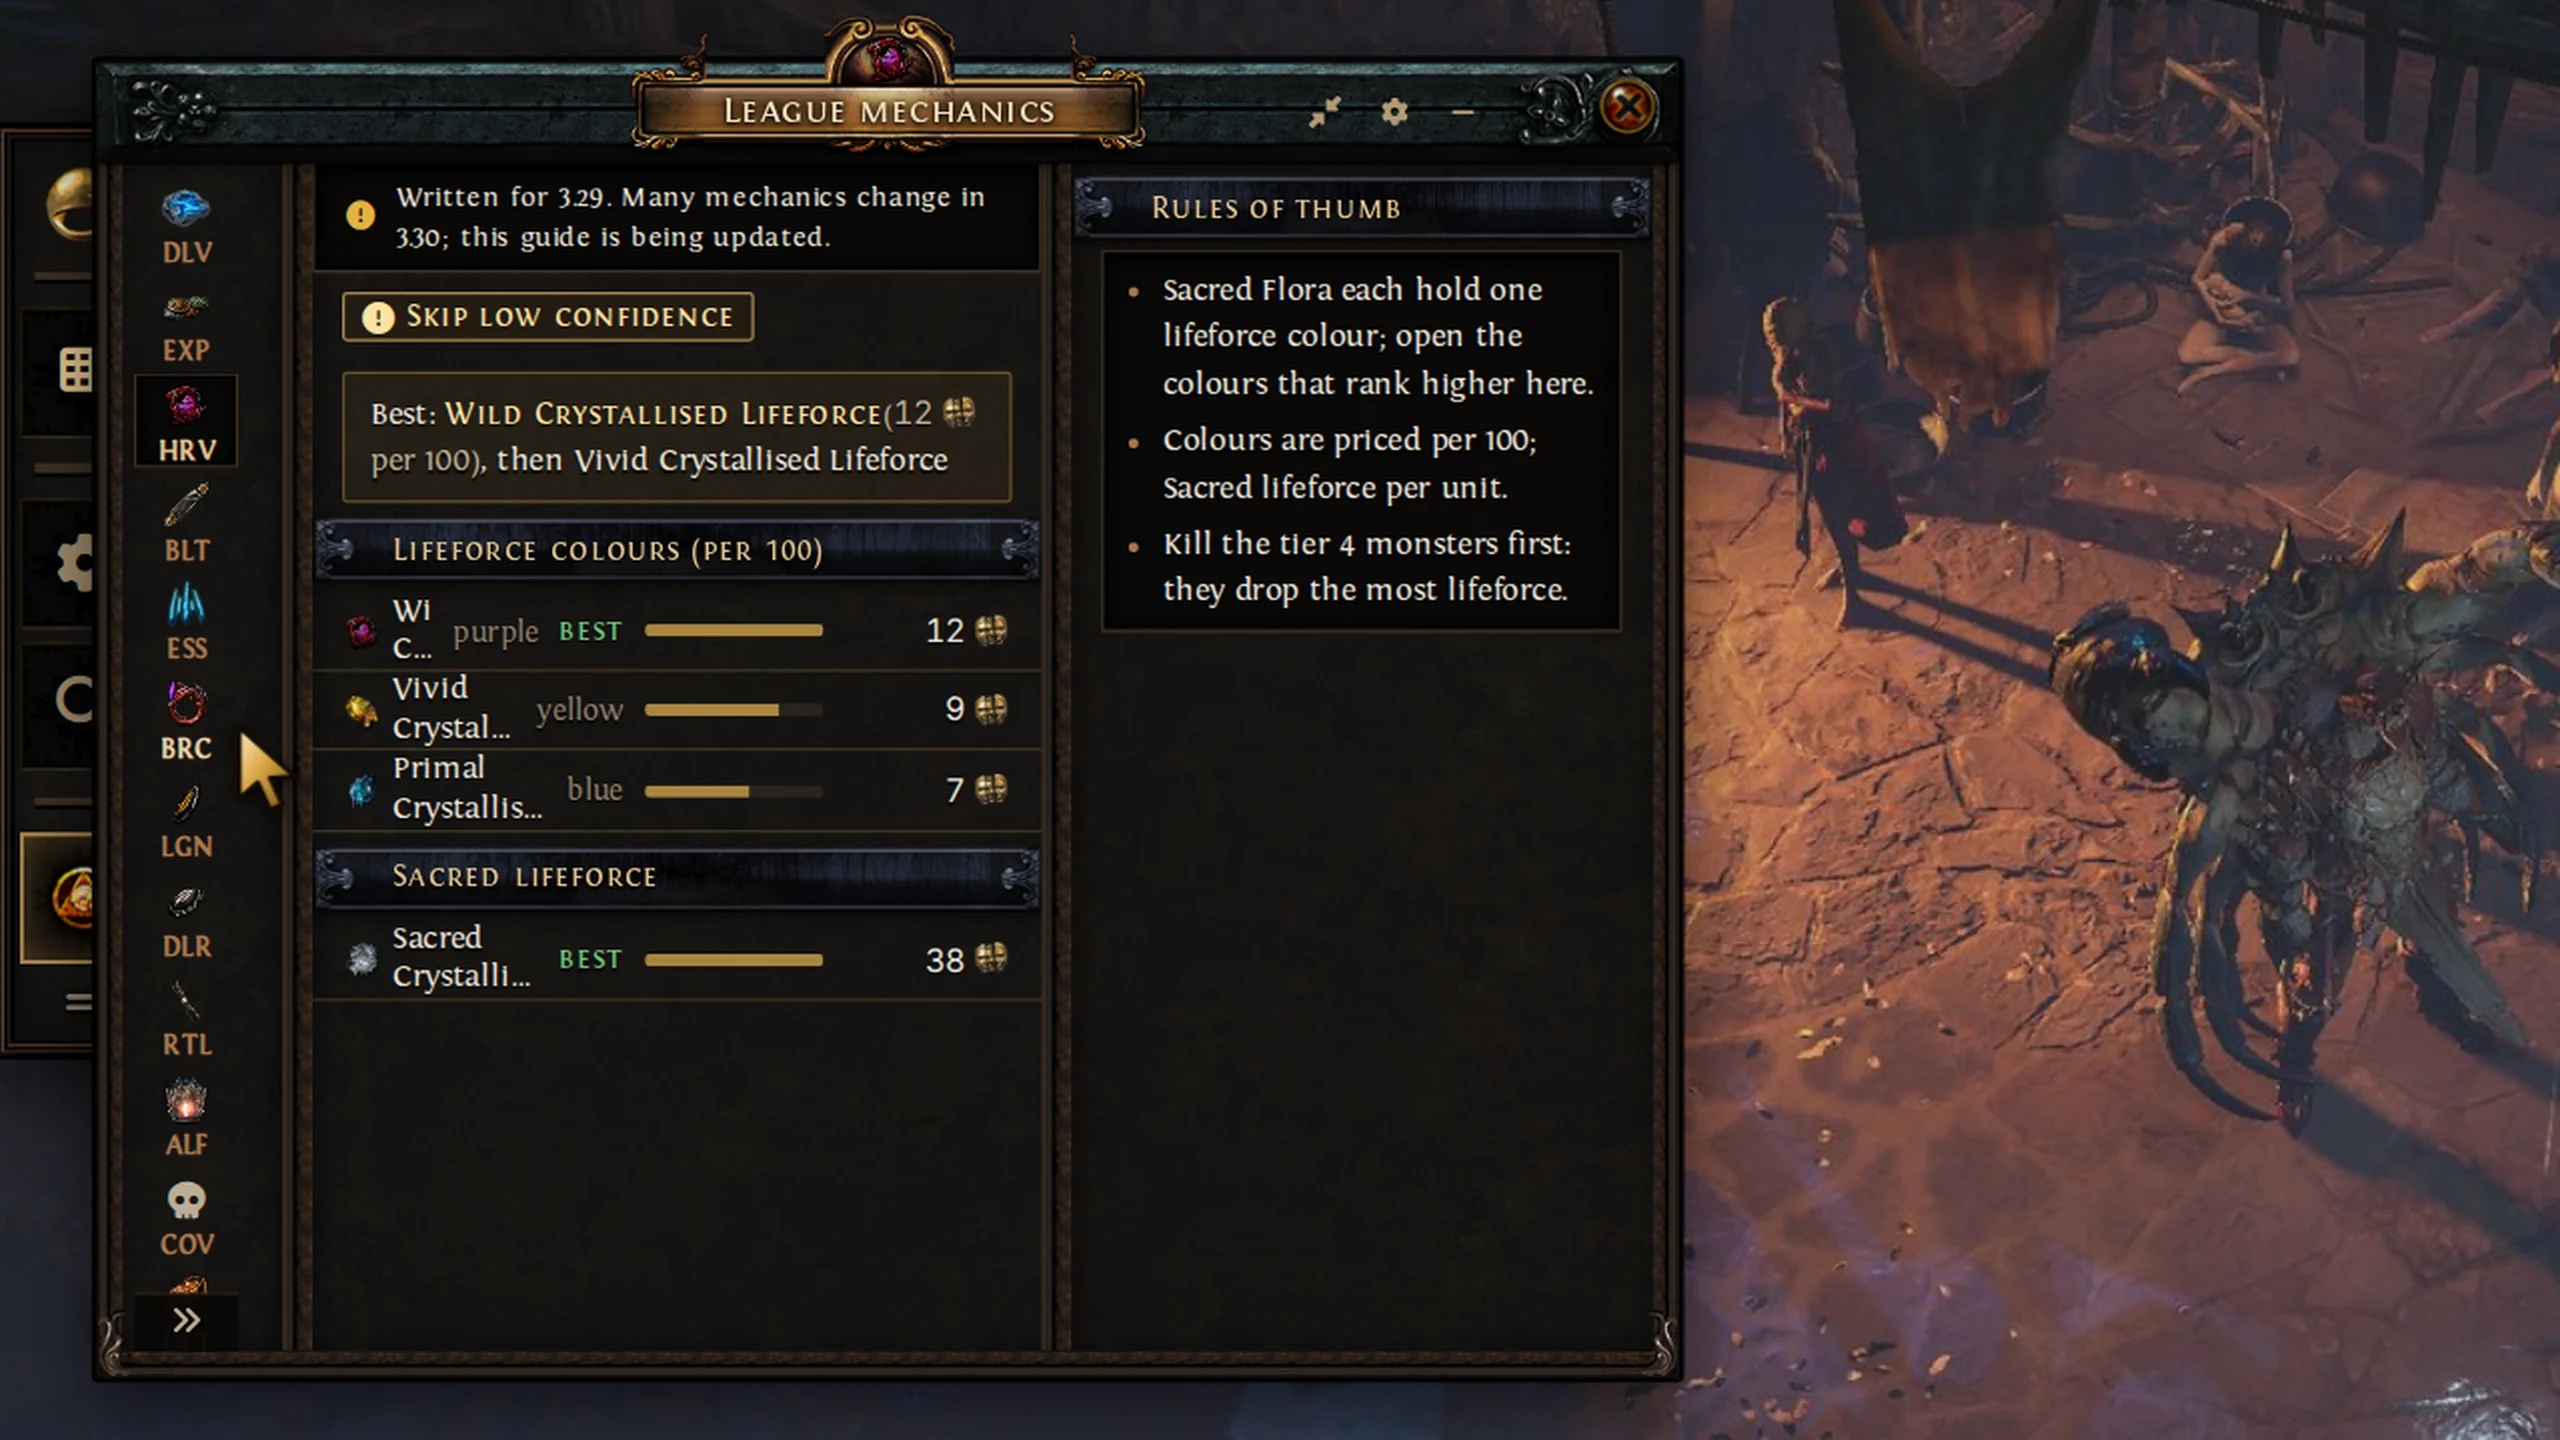 League mechanics
DLV
EXP
HRV
BLT
ESS
BRC
LGN
DLR
RTL
ALF
COV
Written for 3.29. Many mechanics change in
3.30; this guide is being updated.
Skip low confidence
Best: Wild Crystallised Lifeforce(12
per 100), then Vivid Crystallised Lifeforce
Lifeforce colours (per 100)
Wi
C... purple BEST 12
Vivid
Crystal... yellow 9
Primal
Crystallis... blue 7
Sacred lifeforce
Sacred
Crystalli... BEST 38
Rules of thumb
• Sacred Flora each hold one
lifeforce colour; open the
colours that rank higher here.
• Colours are priced per 100;
Sacred lifeforce per unit.
• Kill the tier 4 monsters first:
they drop the most lifeforce.